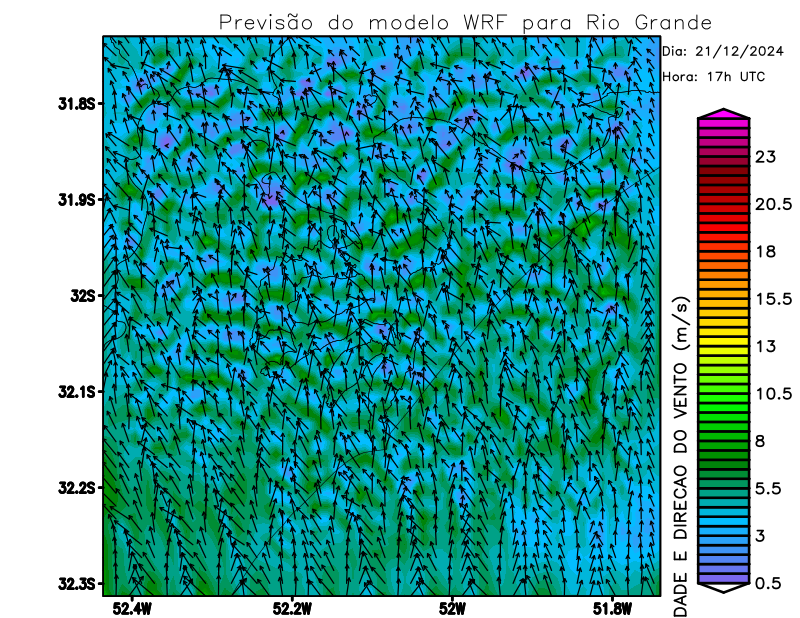 Previsão do modelo WRF para Rio Grande
Dia: 21/12/2024
Hora: 17h UTC
31.8S
31.9S
32S
32.1S
32.2S
32.3S
52.4W
52.2W
52W
51.8W
23
20.5
18
15.5
13
10.5
8
5.5
3
0.5
DADE E DIRECAO DO VENTO (m/s)